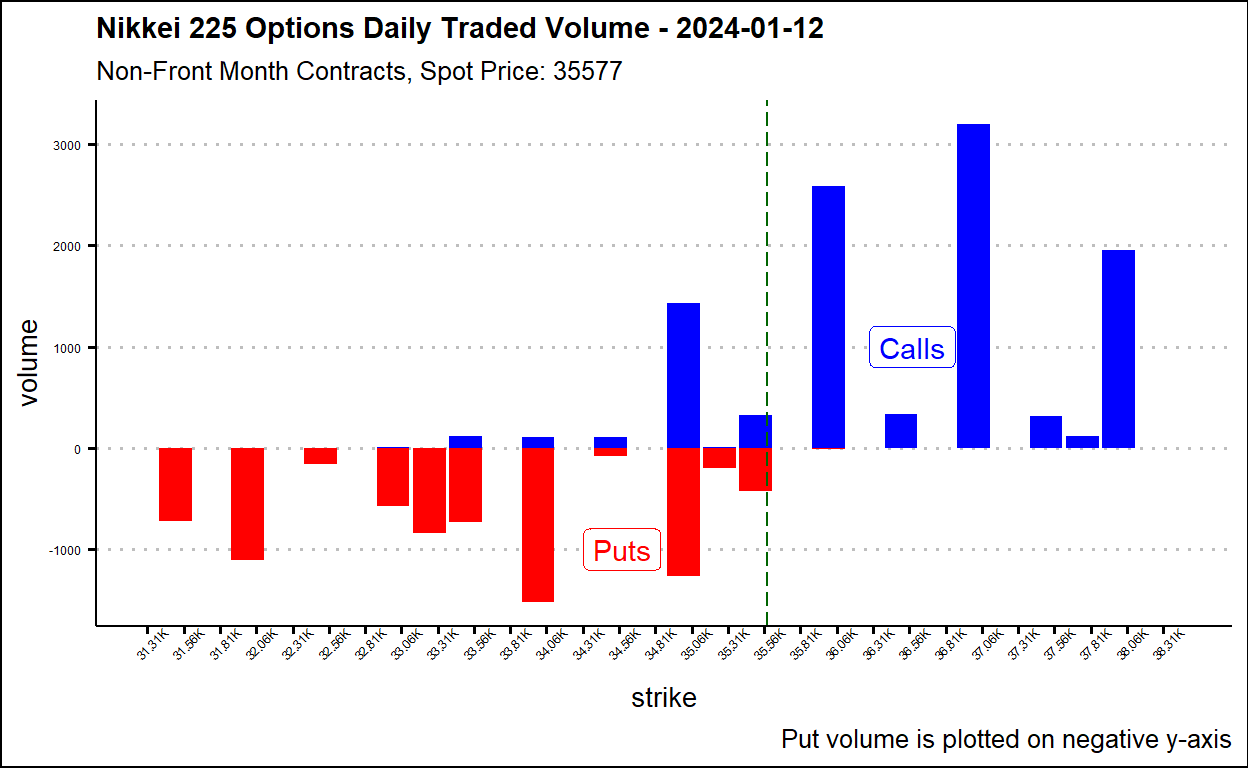 Nikkei 225 Options Daily Traded Volume - 2024-01-12
Non-Front Month Contracts, Spot Price: 35577
volume
3000
2000
1000
0
-1000
Calls
Puts
31.31K 31.56K 31.81K 32.06K 32.31K 32.56K 32.81K 33.06K 33.31K 33.56K 33.81K 34.06K 34.31K 34.56K 34.81K 35.06K 35.31K 35.56K 35.81K 36.06K 36.31K 36.56K 36.81K 37.06K 37.31K 37.56K 37.81K 38.06K 38.31K
strike
Put volume is plotted on negative y-axis